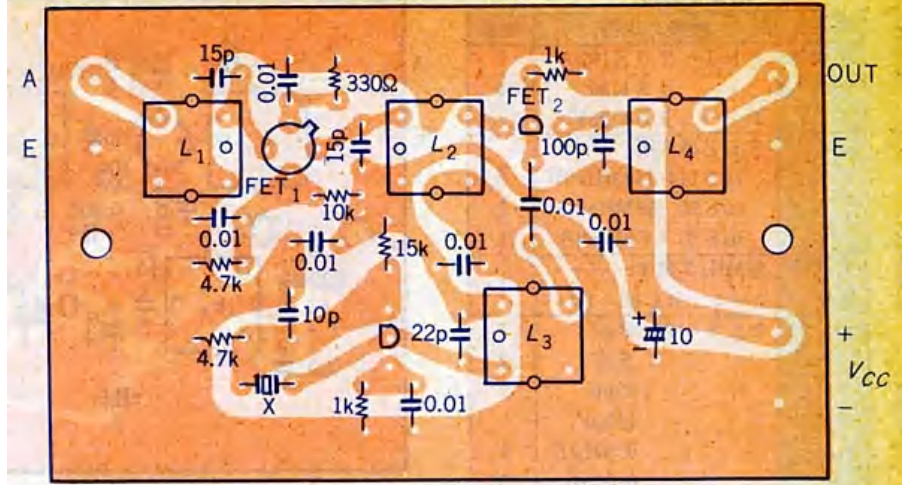 15p
0.01
330Ω
1k
FET2
A
OUT
L1
15p
L2
100p
L4
E
E
FET1
10k
0.01
0.01
0.01
15k
0.01
0.01
4.7k
10p
22p
L3
+
10
−
+
4.7k
VCC
X
1k
0.01
−